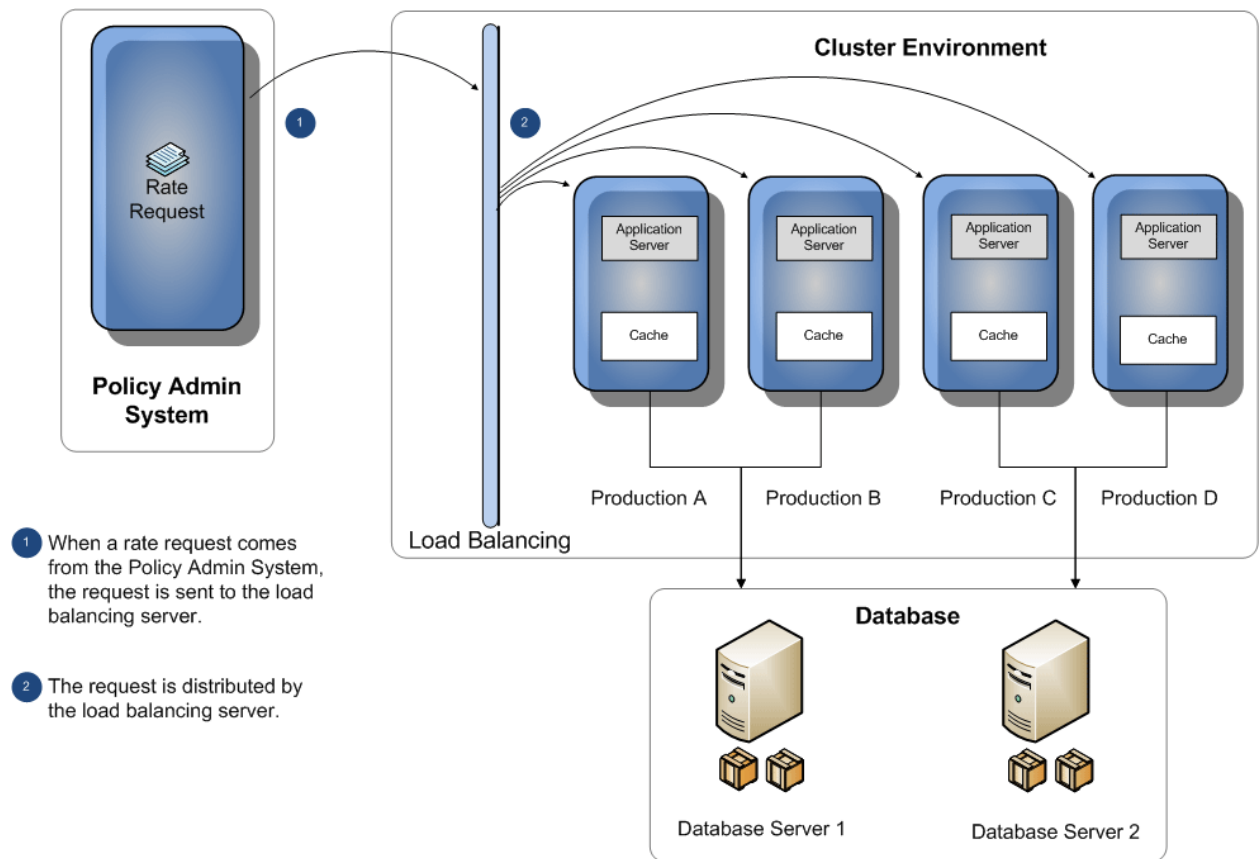 Rate
Request
Policy Admin
System
1
Cluster Environment
2
Application
Server
Cache
Application
Server
Cache
Application
Server
Cache
Application
Server
Cache
Production A
Production B
Production C
Production D
Load Balancing
1
When a rate request comes
from the Policy Admin System,
the request is sent to the load
balancing server.
2
The request is distributed by
the load balancing server.
Database
Database Server 1
Database Server 2